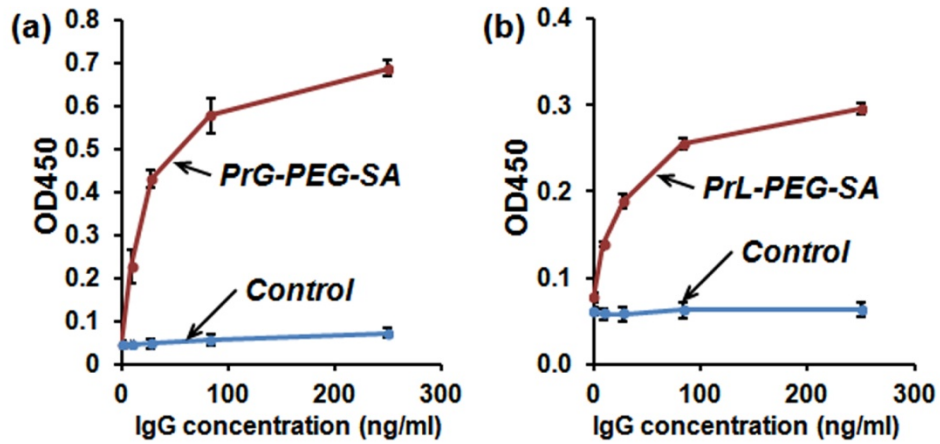 (a)
0.8
0.7
0.6
0.5
0.4
0.3
0.2
0.1
0
OD450
PrG-PEG-SA
Control
0
100
200
300
IgG concentration (ng/ml)
(b)
0.4
0.3
0.2
0.1
0.0
OD450
PrL-PEG-SA
Control
0
100
200
300
IgG concentration (ng/ml)